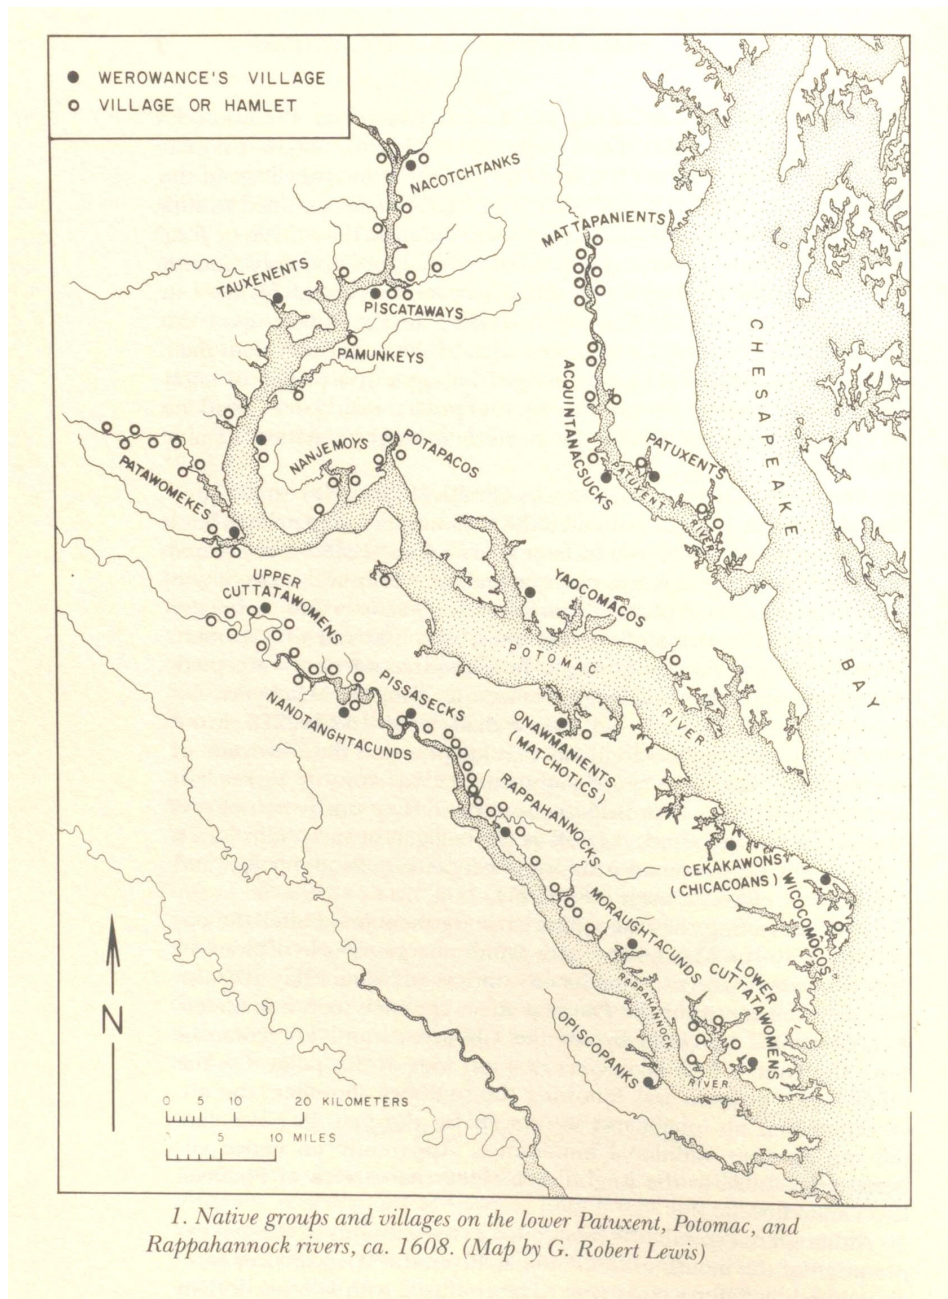 WEROWANCE'S VILLAGE
VILLAGE OR HAMLET
NACOTCHTANKS
MATTAPANIENTS
TAUXENENTS
PISCATAWAYS
PAMUNKEYS
CHESAPEAKE
BAY
ACQUINTANACSUCKS
PATUXENTS
PATUXENT
RIVER
NANJEMOYS
POTAPACOS
PATAWOMEKES
UPPER
CUTTATAWOMENS
YAOCOMACOS
POTOMAC
RIVER
PISSASECKS
NANDTANGHTACUNDS
ONAWMANIENTS
(MATCHOTICS)
RAPPAHANNOCKS
CEKAKAWONS
(CHICACOANS)
WICOCOMOCOS
MORAUGHTACUNDS
LOWER
CUTTATAWOMENS
RAPPAHANNOCK
RIVER
OPISCOPANKS
N
0 5 10 20 KILOMETERS
5 10 MILES
1. Native groups and villages on the lower Patuxent, Potomac, and
Rappahannock rivers, ca. 1608. (Map by G. Robert Lewis)